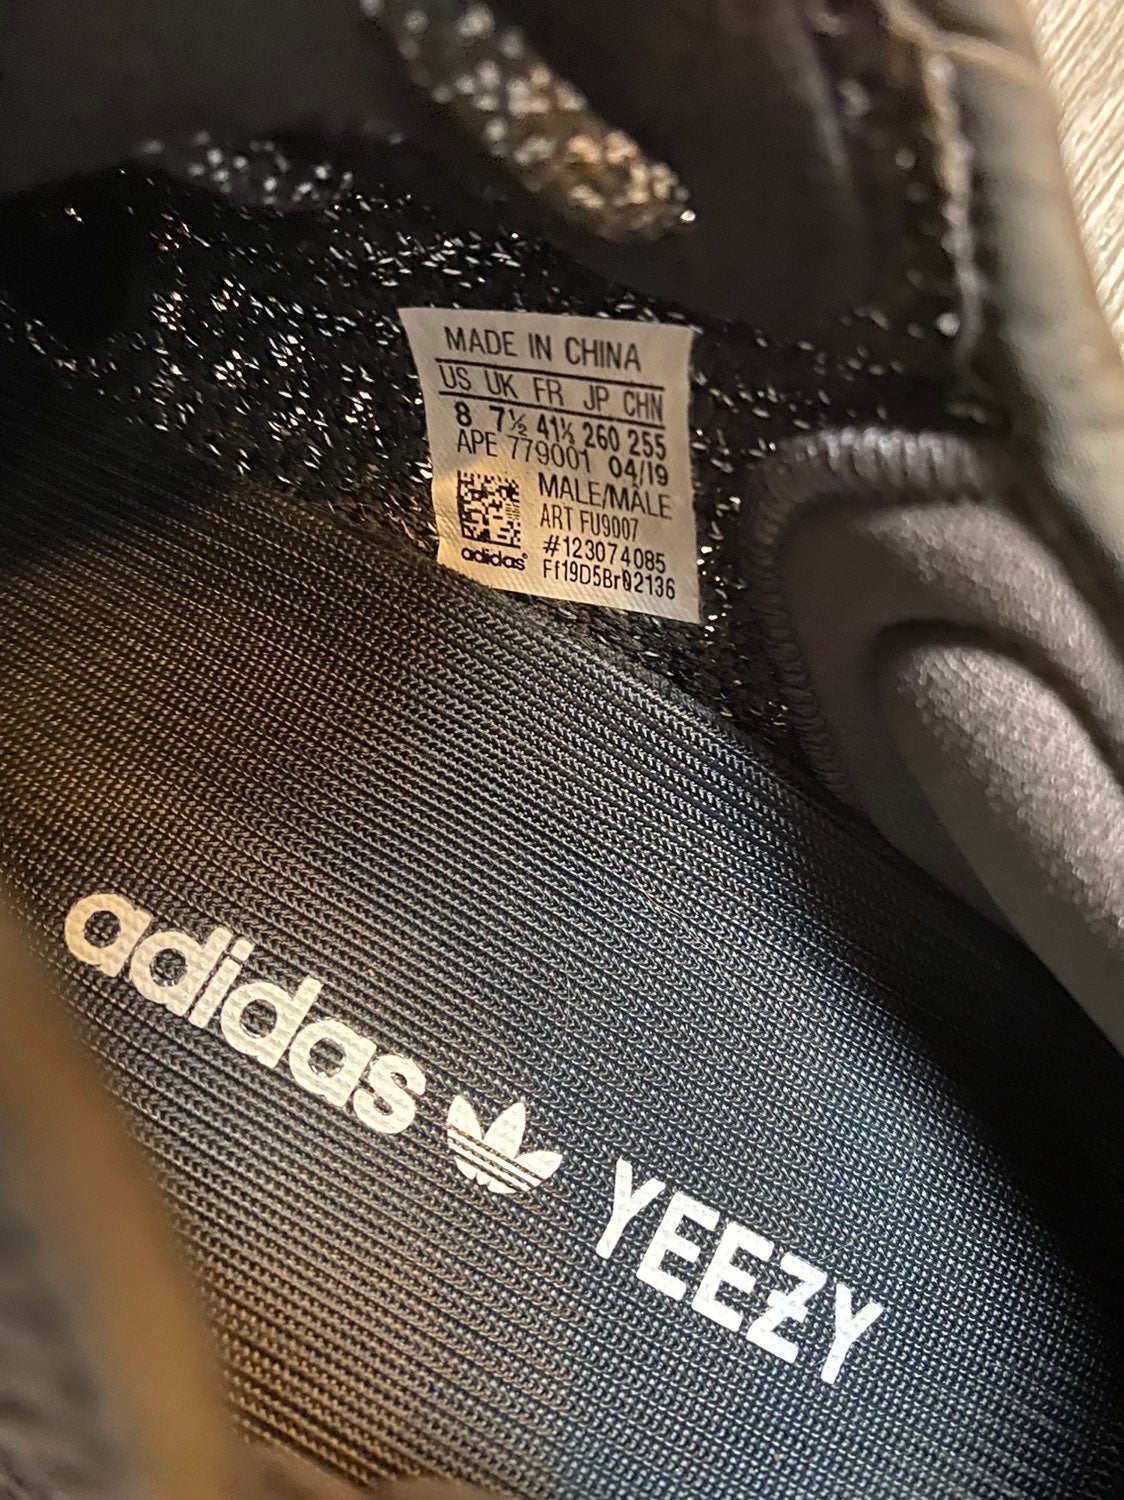 MADE IN CHINA
US UK FR JP CHN
8 7½ 41⅓ 260 255
APE 779001 04/19
MALE/MÂLE
ART FU9007
#123074085
Ff19D5Br02136
adidas
adidas YEEZY